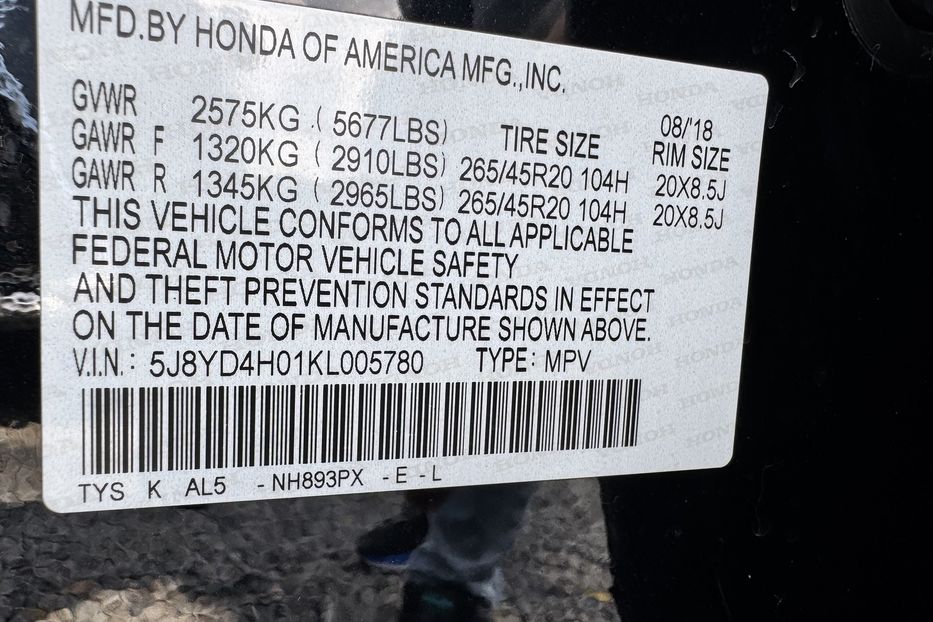 MFD.BY HONDA OF AMERICA MFG.,INC.
08/'18
GVWR 2575KG ( 5677LBS) TIRE SIZE RIM SIZE
GAWR F 1320KG ( 2910LBS) 265/45R20 104H 20X8.5J
GAWR R 1345KG ( 2965LBS) 265/45R20 104H 20X8.5J
THIS VEHICLE CONFORMS TO ALL APPLICABLE
FEDERAL MOTOR VEHICLE SAFETY
AND THEFT PREVENTION STANDARDS IN EFFECT
ON THE DATE OF MANUFACTURE SHOWN ABOVE.
V.I.N.: 5J8YD4H01KL005780 TYPE: MPV
TYS K AL5 -NH893PX -E-L